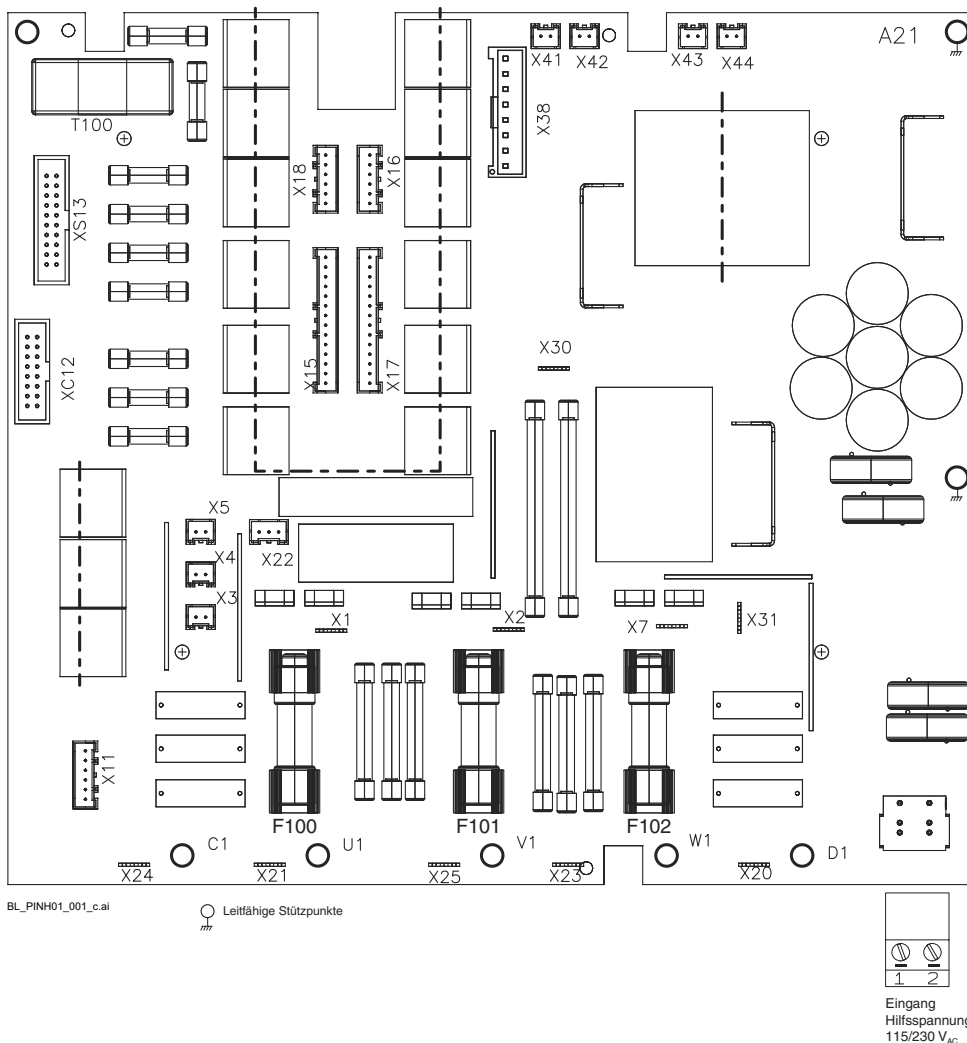 X41 X42 X43 X44 A21
T100
X38
X18 X16
XS13
X15 X17
X30
XC12
X5
X22
X4
X3
X1 X2 X7 X31
X11
F100 F101 F102
C1 U1 V1 W1 D1
X24 X21 X25 X23 X20
BL_PINH01_001_c.ai
Leitfähige Stützpunkte
1 2
Eingang
Hilfsspannung
115/230 VAC